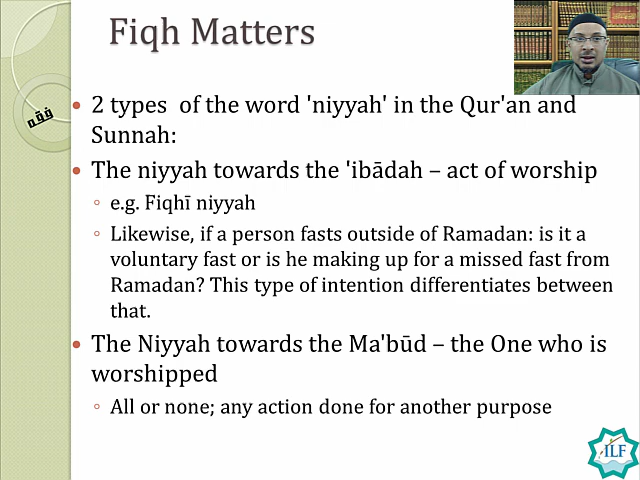 Fiqh Matters
فقه
• 2 types of the word 'niyyah' in the Qur'an and
Sunnah:
• The niyyah towards the 'ibādah – act of worship
◦ e.g. Fiqhī niyyah
◦ Likewise, if a person fasts outside of Ramadan: is it a
voluntary fast or is he making up for a missed fast from
Ramadan? This type of intention differentiates between
that.
• The Niyyah towards the Ma'būd – the One who is
worshipped
◦ All or none; any action done for another purpose
ILF